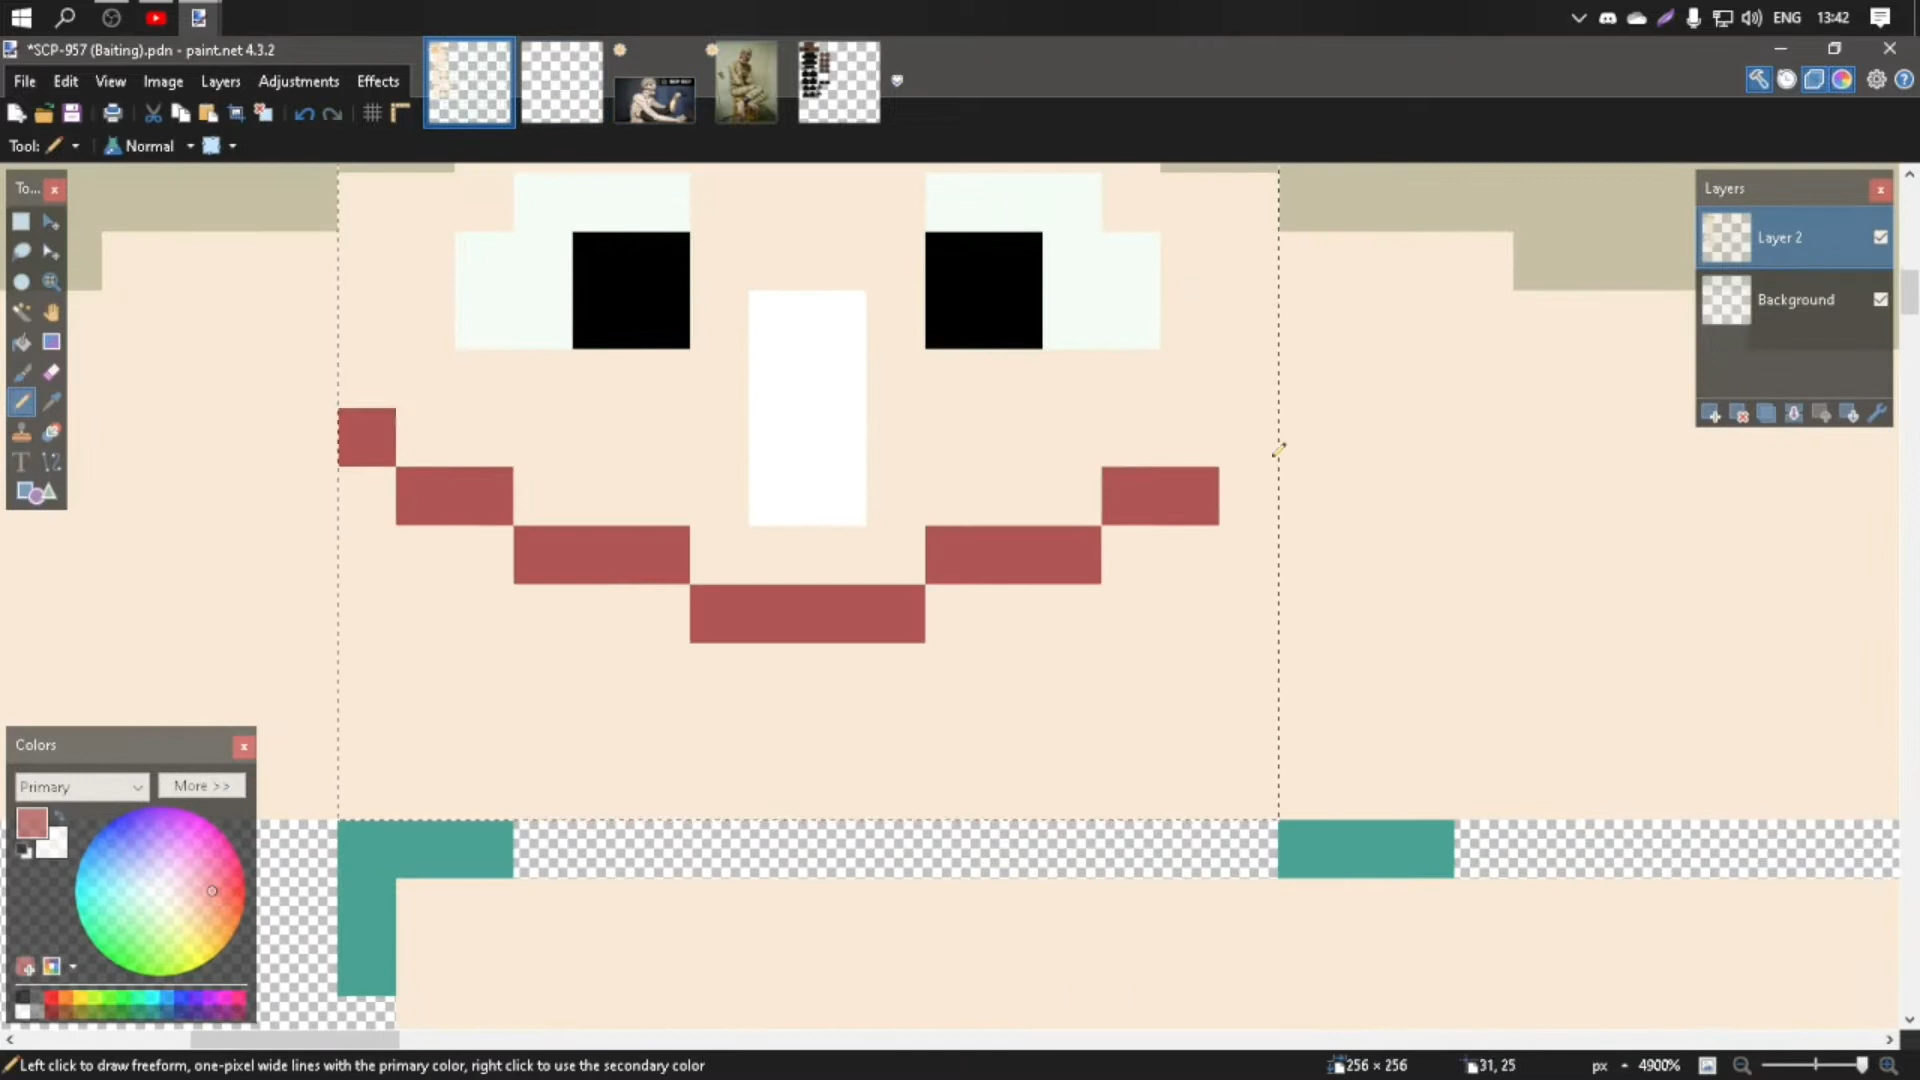 ENG
13:42
*SCP-957 (Baiting).pdn - paint.net 4.3.2
File Edit View Image Layers Adjustments Effects
Tool:
Normal
To...
Layers
Layer 2
Background
Colors
Primary
More >>
Left click to draw freeform, one-pixel wide lines with the primary color, right click to use the secondary color
256 × 256
31, 25
px
4900%